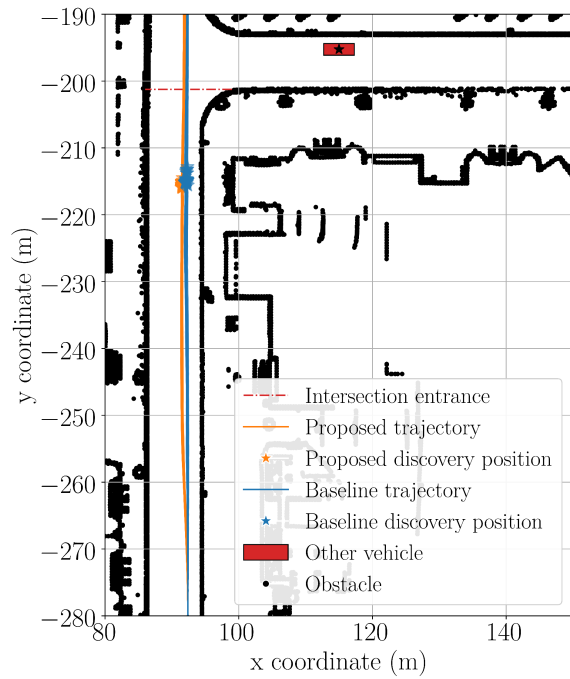 −190
−200
−210
−220
−230
−240
−250
−260
−270
−280
y coordinate (m)
Intersection entrance
Proposed trajectory
Proposed discovery position
Baseline trajectory
Baseline discovery position
Other vehicle
Obstacle
80 100 120 140
x coordinate (m)